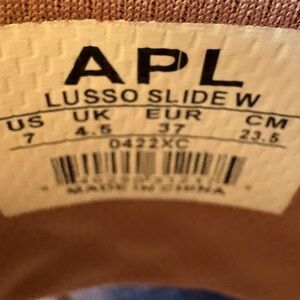 APL
LUSSO SLIDE W
US UK EUR CM
7 4.5 37 23.5
0422XC
MADE IN CHINA